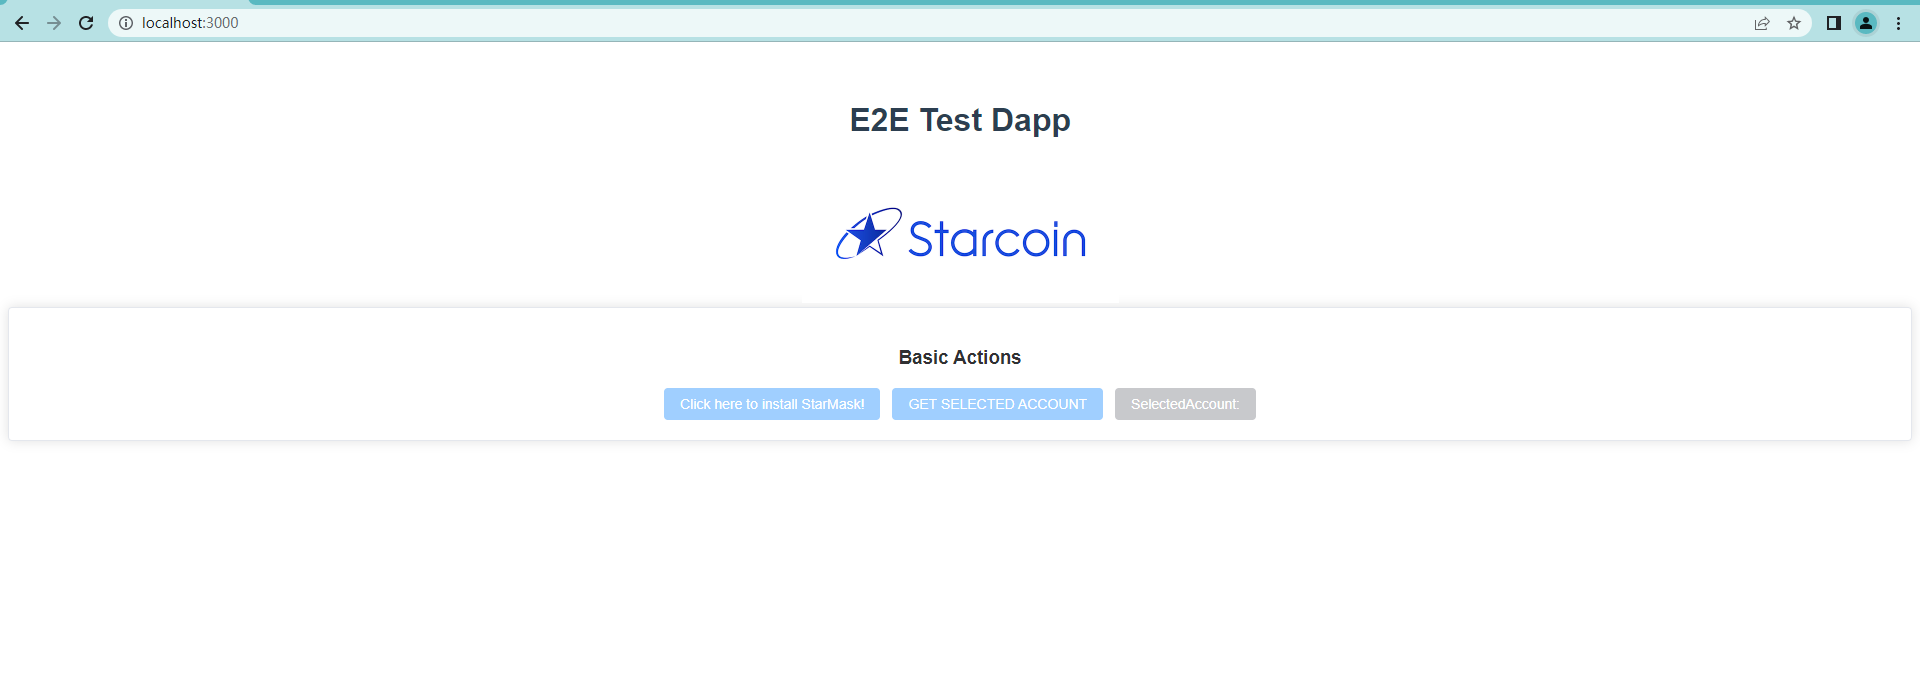 localhost:3000
E2E Test Dapp
Starcoin
Basic Actions
Click here to install StarMask! GET SELECTED ACCOUNT SelectedAccount: